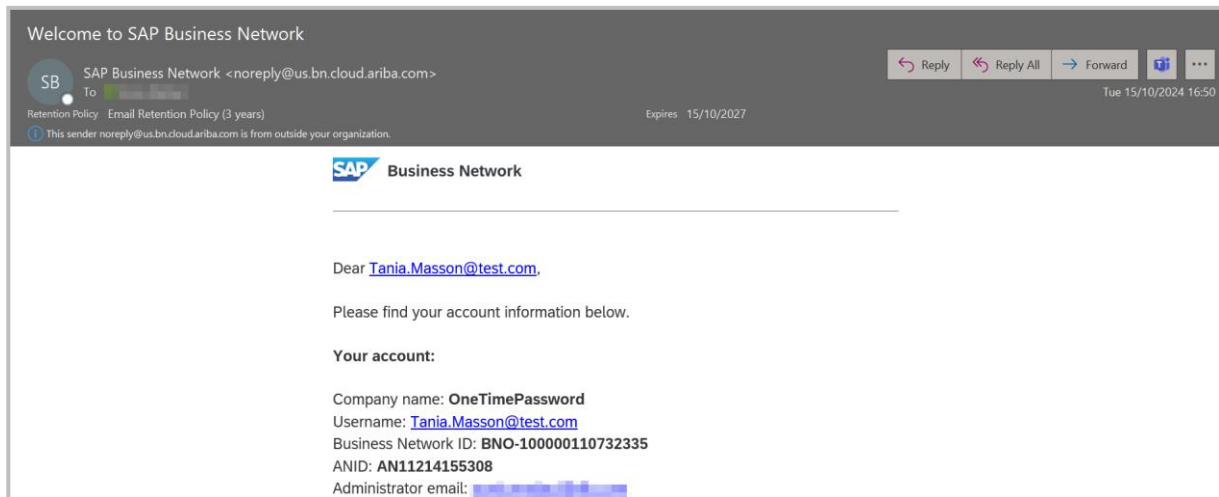 Welcome to SAP Business Network
SB
SAP Business Network <noreply@us.bn.cloud.ariba.com>
To
Reply
Reply All
Forward
Tue 15/10/2024 16:50
Retention Policy Email Retention Policy (3 years)
Expires 15/10/2027
This sender noreply@us.bn.cloud.ariba.com is from outside your organization.
SAP Business Network
Dear Tania.Masson@test.com,
Please find your account information below.
Your account:
Company name: OneTimePassword
Username: Tania.Masson@test.com
Business Network ID: BNO-100000110732335
ANID: AN11214155308
Administrator email: